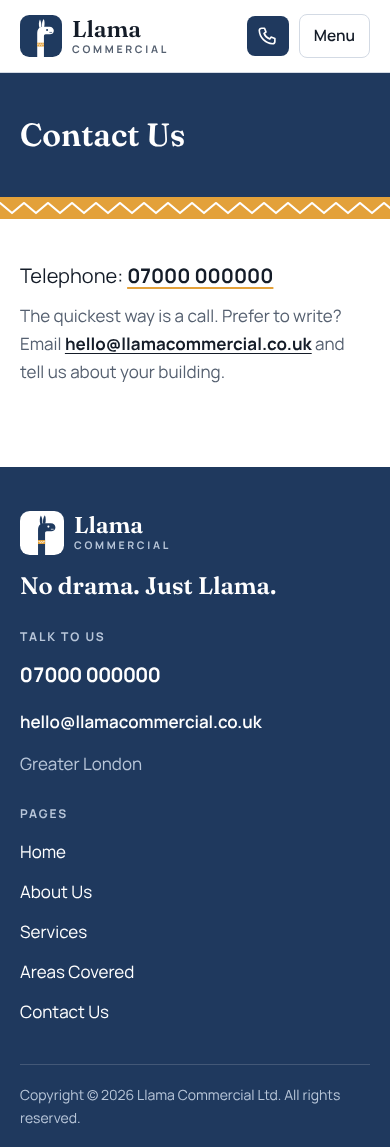 Llama
COMMERCIAL
Menu
Contact Us
Telephone: 07000 000000
The quickest way is a call. Prefer to write?
Email hello@llamacommercial.co.uk and
tell us about your building.
Llama
COMMERCIAL
No drama. Just Llama.
TALK TO US
07000 000000
hello@llamacommercial.co.uk
Greater London
PAGES
Home
About Us
Services
Areas Covered
Contact Us
Copyright © 2026 Llama Commercial Ltd. All rights
reserved.